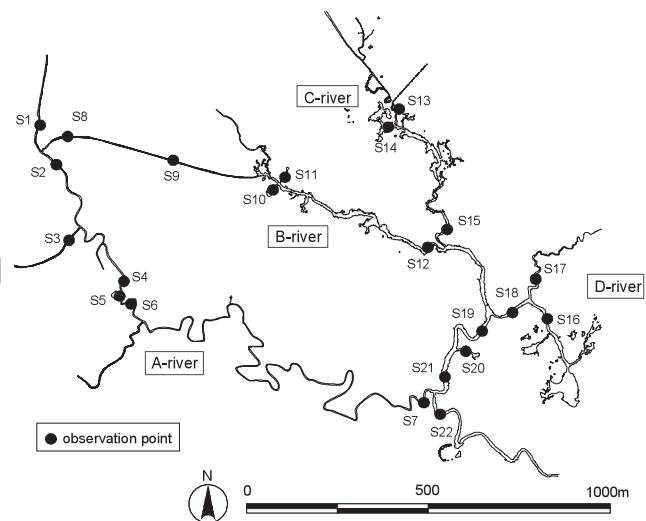 C-river
S13
S14
S1
S8
S2
S9
S11
S10
B-river
S15
S12
S3
S4
S5
S6
A-river
S17
D-river
S18
S16
S19
S20
S21
S7
S22
observation point
N
0
500
1000m